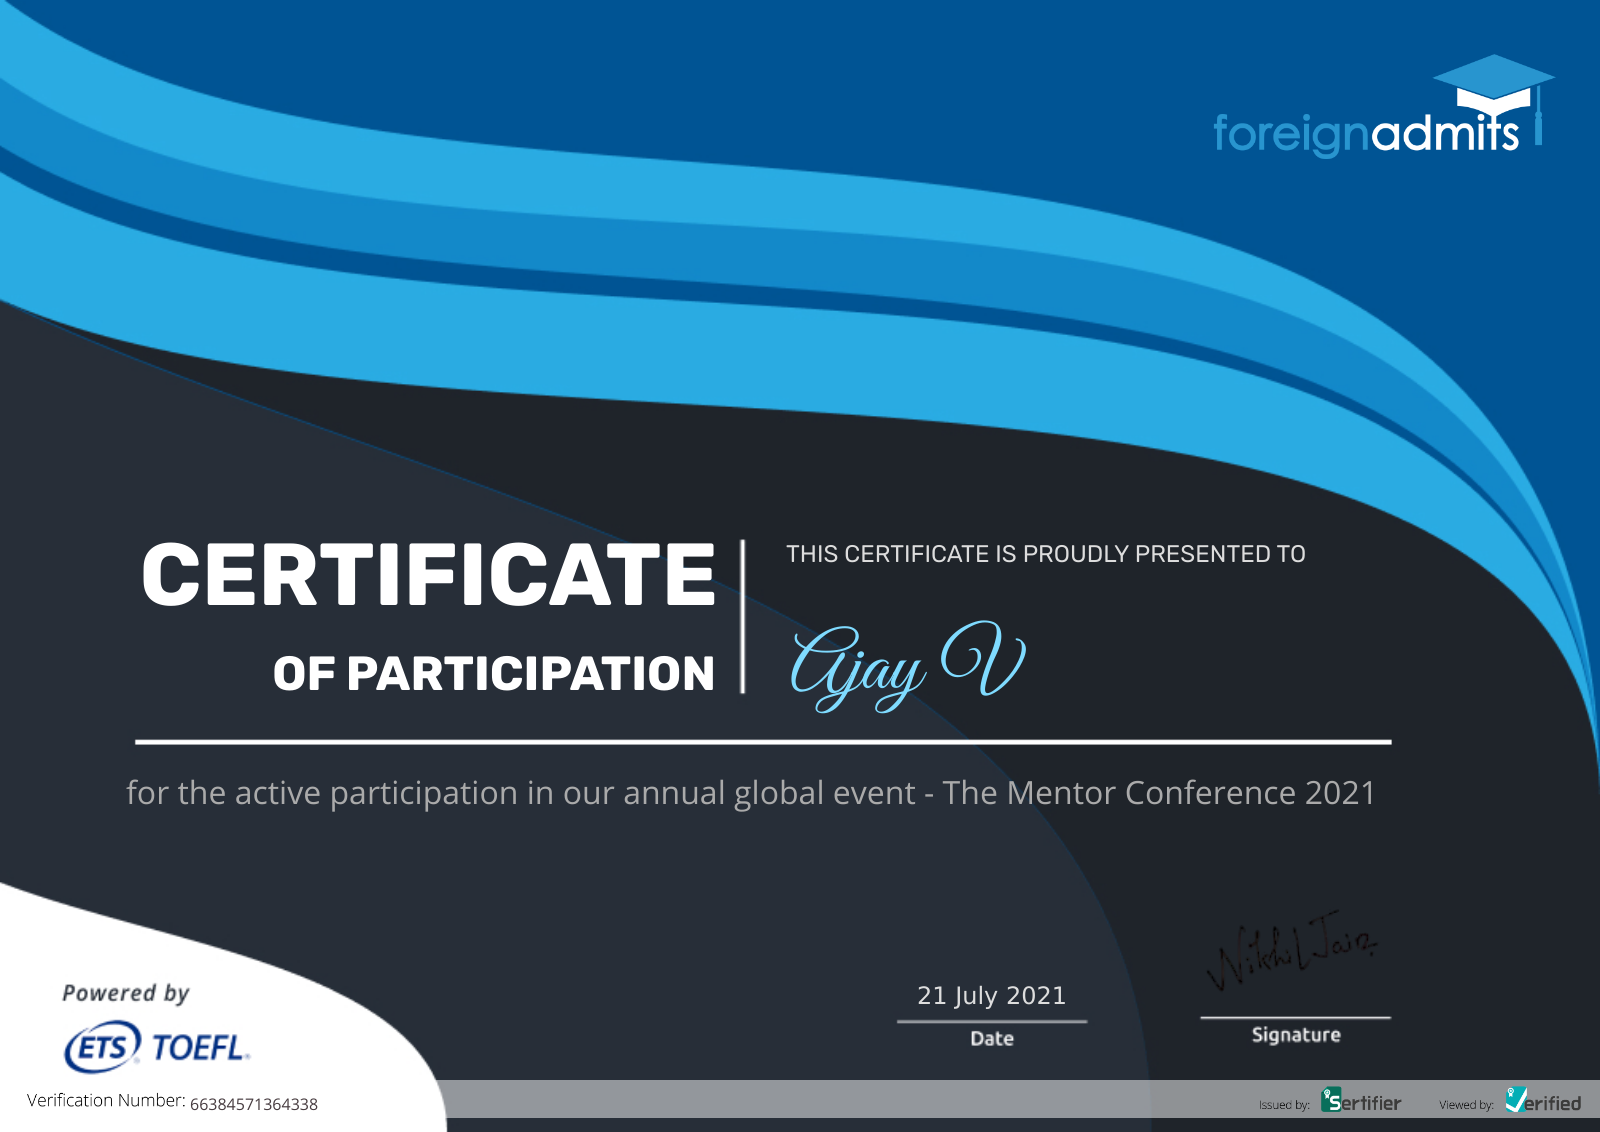 foreignadmits
CERTIFICATE
OF PARTICIPATION
THIS CERTIFICATE IS PROUDLY PRESENTED TO
Ajay V
for the active participation in our annual global event - The Mentor Conference 2021
Powered by
ETS TOEFL
21 July 2021
Date
Nikhil Jain
Signature
Verification Number: 66384571364338
Issued by: Sertifier
Viewed by: Verified